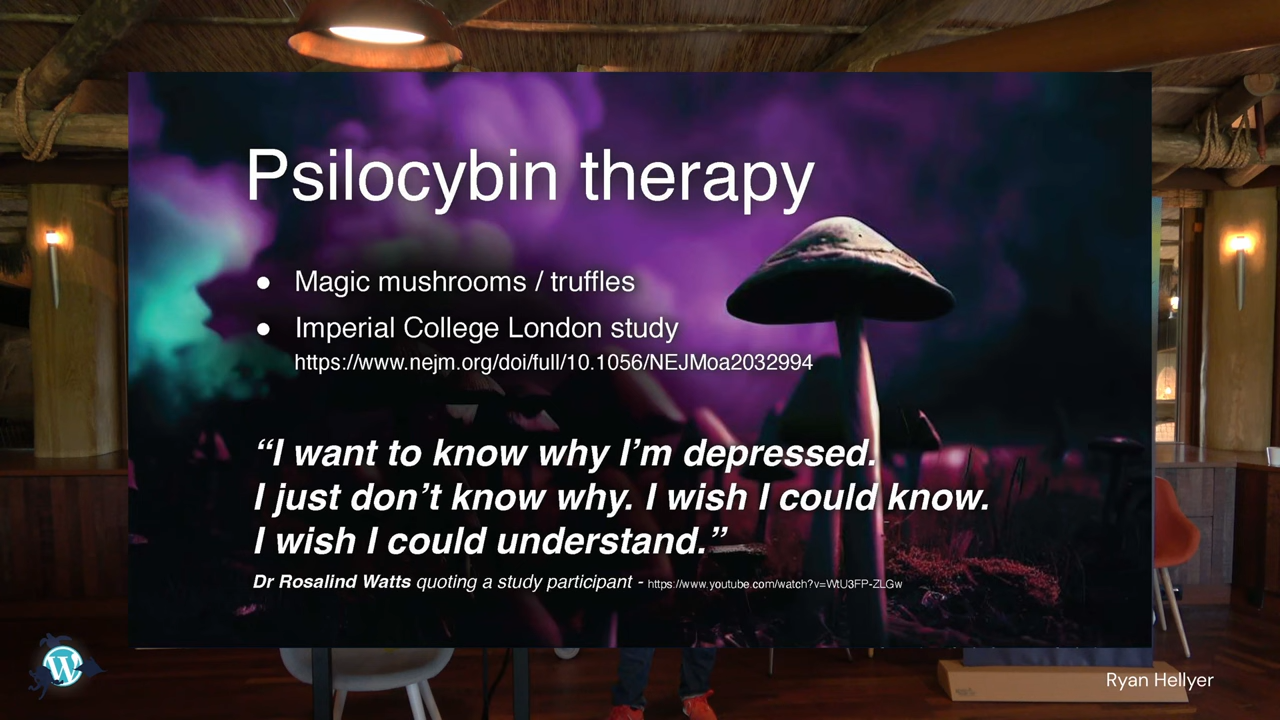 Psilocybin therapy
● Magic mushrooms / truffles
● Imperial College London study
https://www.nejm.org/doi/full/10.1056/NEJMoa2032994
“I want to know why I’m depressed.
I just don’t know why. I wish I could know.
I wish I could understand.”
Dr Rosalind Watts quoting a study participant - https://www.youtube.com/watch?v=WtU3FP-ZLGw
W
Ryan Hellyer